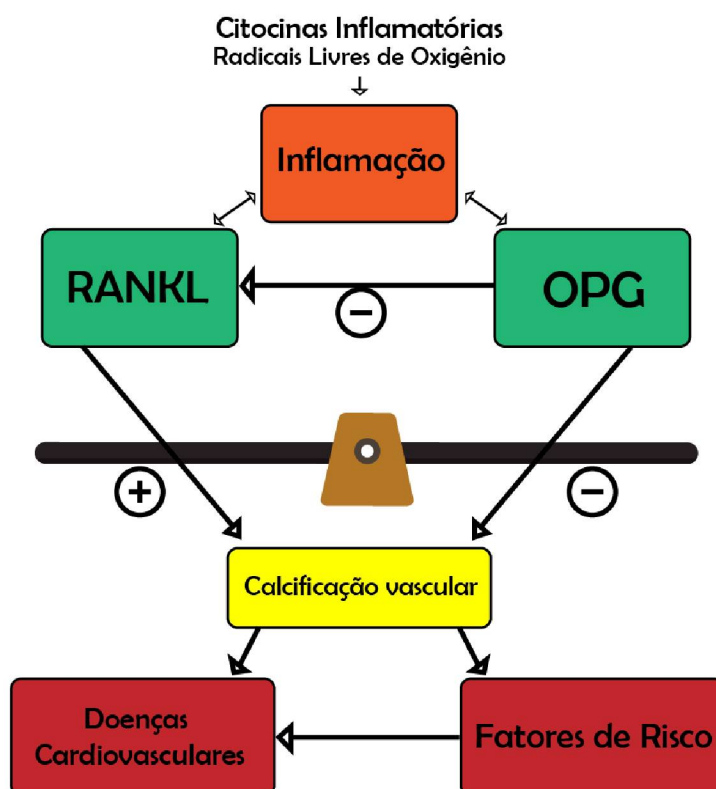 Citocinas Inflamatórias
Radicais Livres de Oxigênio
Inflamação
RANKL
OPG
−
+
−
Calcificação vascular
Doenças
Cardiovasculares
Fatores de Risco